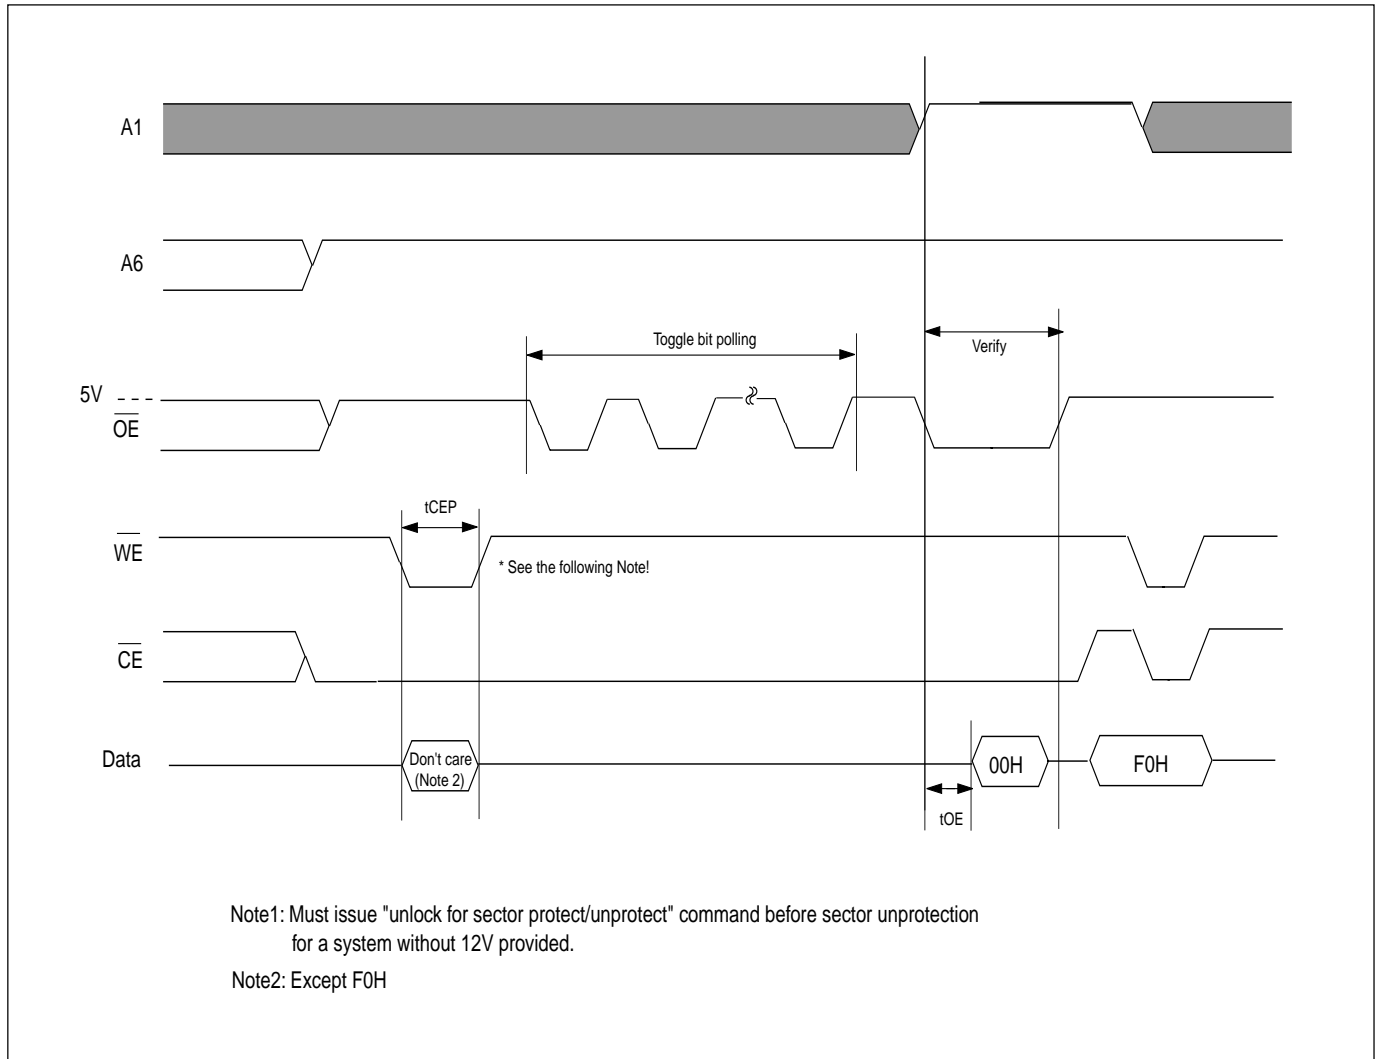 A1
A6
Toggle bit polling
Verify
5V
OE
tCEP
WE
* See the following Note!
CE
Data
Don't care
(Note 2)
00H
F0H
tOE
Note1: Must issue "unlock for sector protect/unprotect" command before sector unprotection
for a system without 12V provided.
Note2: Except F0H